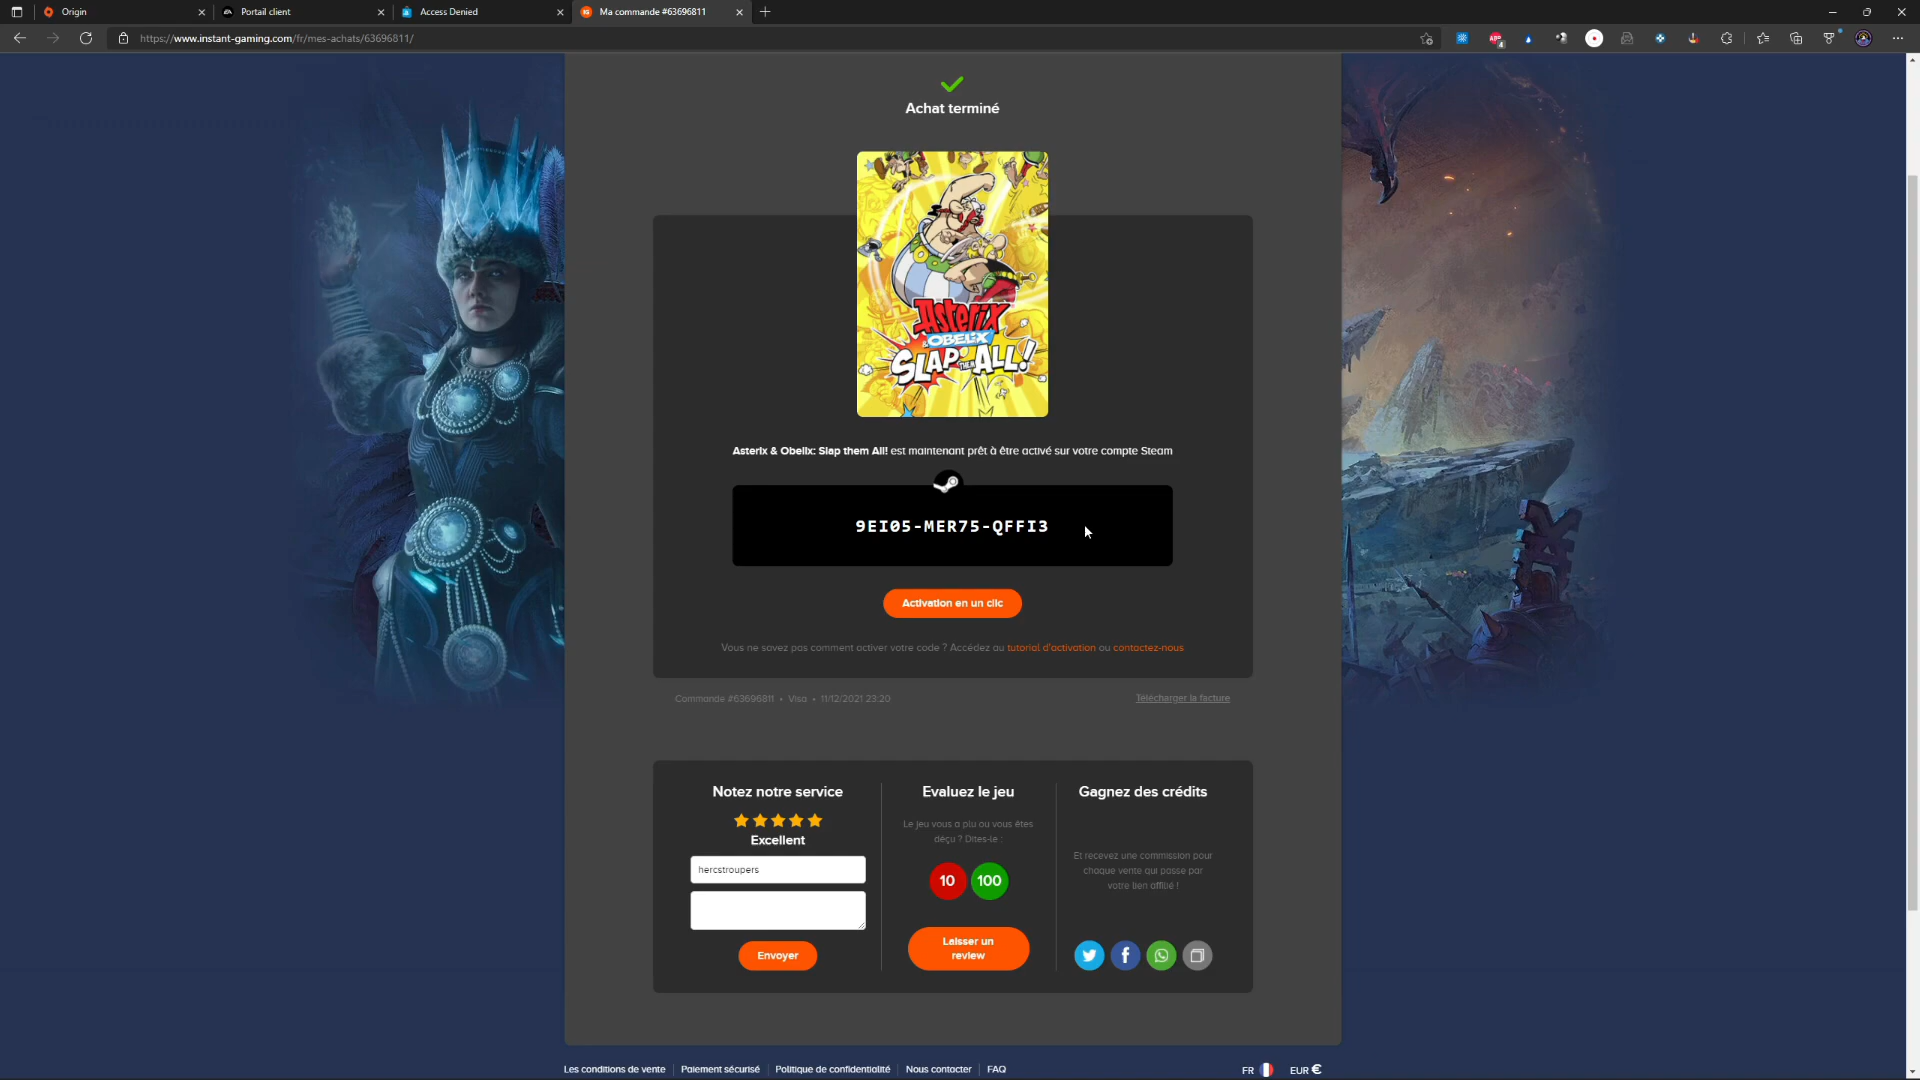 Origin
Portail client
Access Denied
Ma commande #63696811
https://www.instant-gaming.com/fr/mes-achats/63696811/
ABP
4
Achat terminé
Asterix
& OBELIX
SLAP THEM ALL!
Asterix & Obelix: Slap them All! est maintenant prêt à être activé sur votre compte Steam
9EI05-MER75-QFFI3
Activation en un clic
Vous ne savez pas comment activer votre code ? Accédez au tutorial d'activation ou contactez-nous
Commande #63696811 • Visa • 11/12/2021 23:20
Télécharger la facture
Notez notre service
Excellent
hercstroupers
Envoyer
Evaluez le jeu
Le jeu vous a plu ou vous êtes
déçu ? Dites-le :
10
100
Laisser un
review
Gagnez des crédits
Et recevez une commission pour
chaque vente qui passe par
votre lien affilié !
Les conditions de vente
Paiement sécurisé
Politique de confidentialité
Nous contacter
FAQ
FR
EUR €